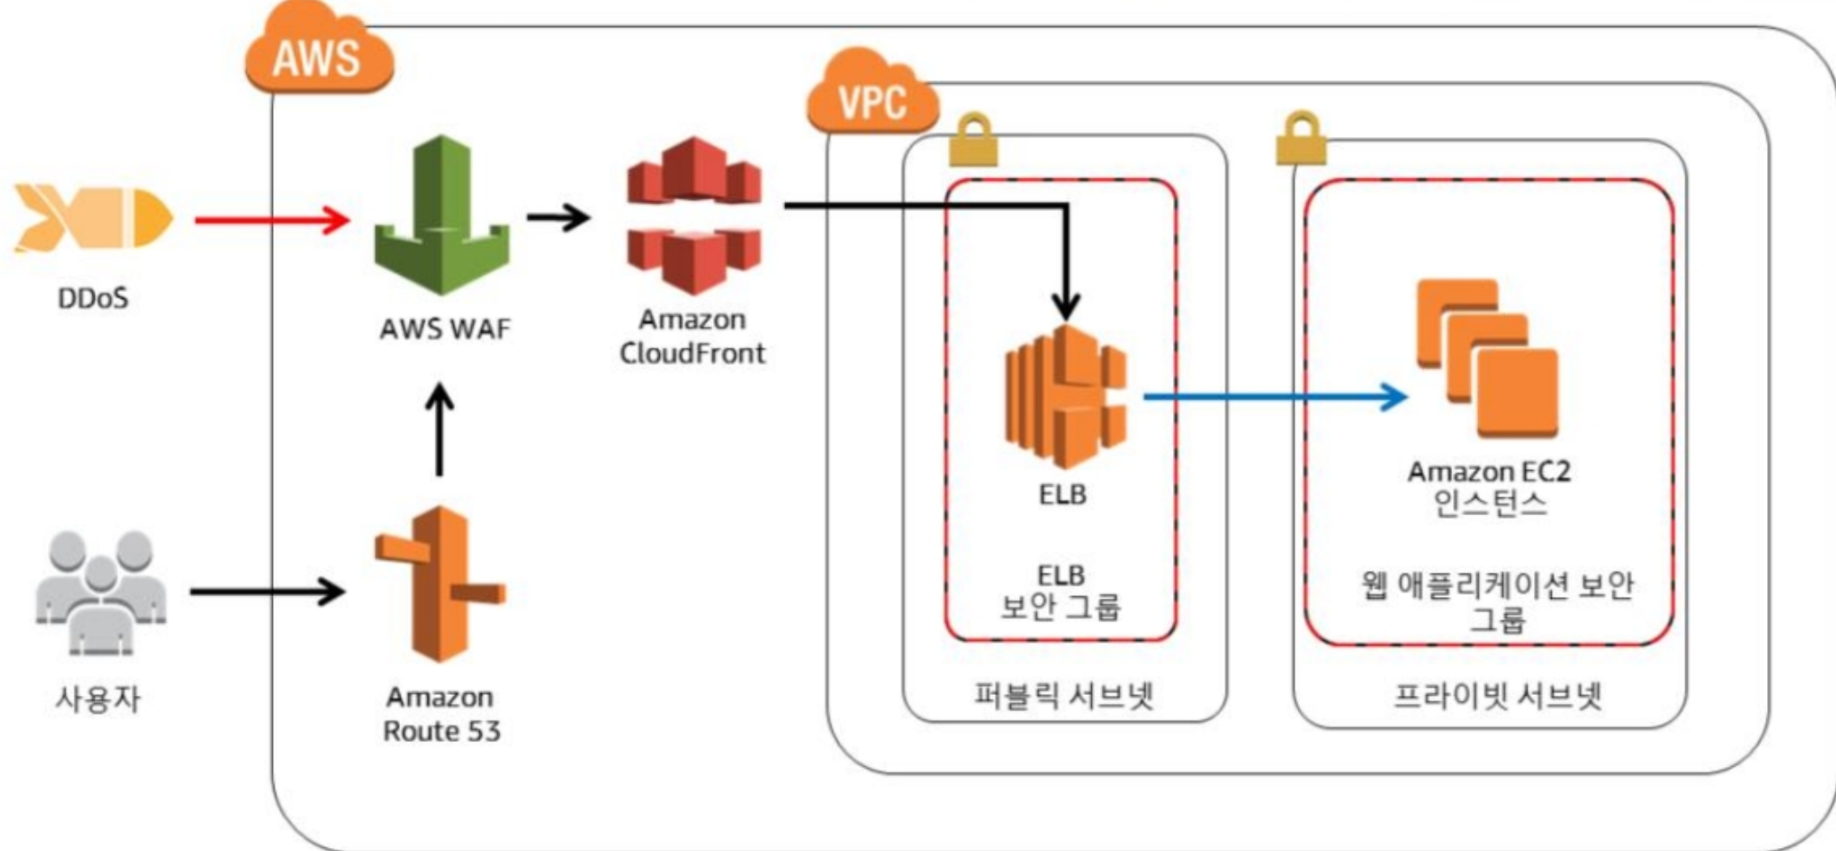 AWS
VPC
DDoS
AWS WAF
Amazon
CloudFront
ELB
ELB
보안 그룹
퍼블릭 서브넷
Amazon EC2
인스턴스
웹 애플리케이션 보안
그룹
프라이빗 서브넷
사용자
Amazon
Route 53